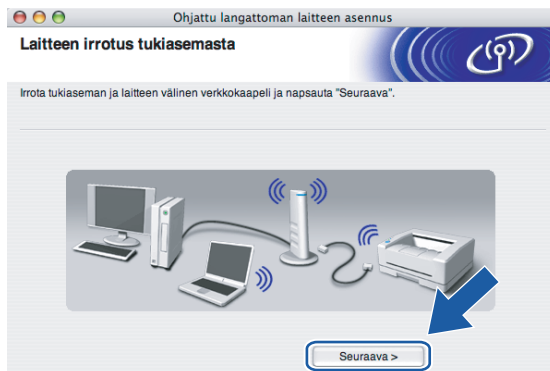 Ohjattu langattoman laitteen asennus
Laitteen irrotus tukiasemasta
Irrota tukiaseman ja laitteen välinen verkkokaapeli ja napsauta "Seuraava".
Seuraava >